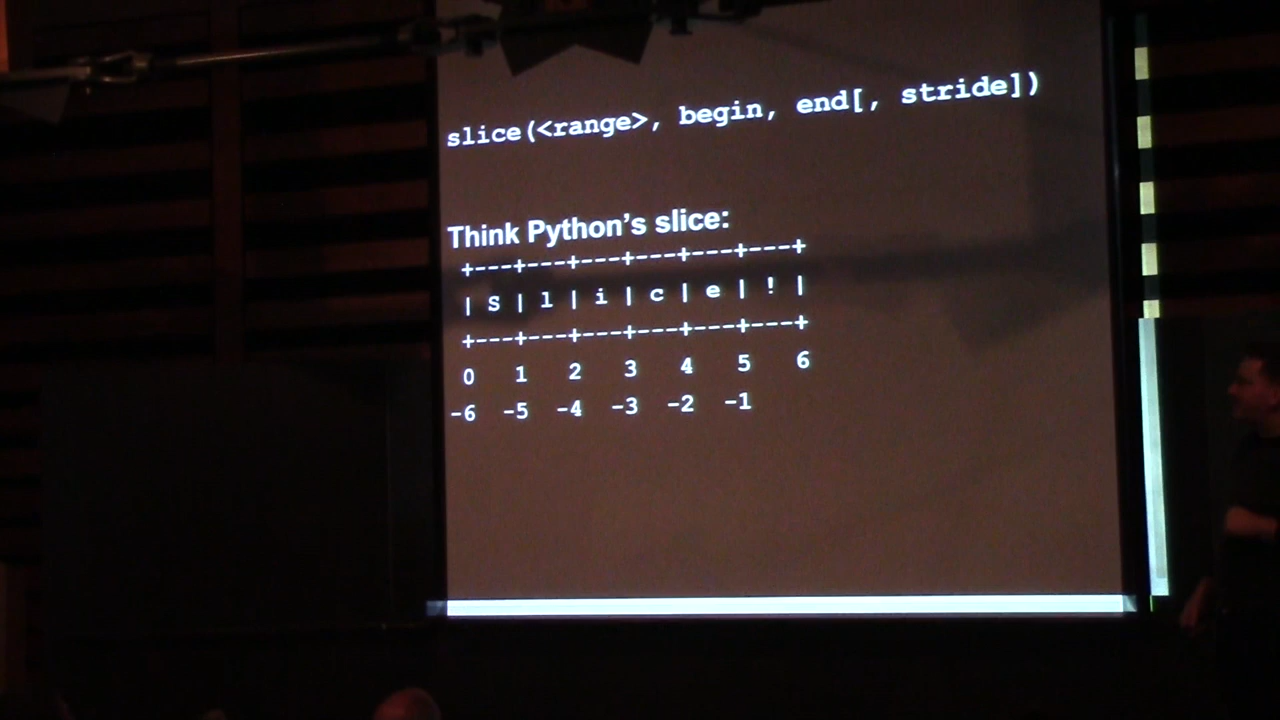 slice(<range>, begin, end[, stride])
Think Python’s slice:
+---+---+---+---+---+---+
| S | l | i | c | e | ! |
+---+---+---+---+---+---+
0 1 2 3 4 5 6
-6 -5 -4 -3 -2 -1